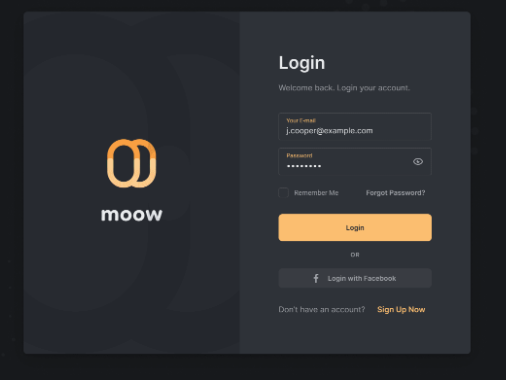 Login
Welcome back. Login your account.
Your E-mail
j.cooper@example.com
moow
Password
••••••••
Remember Me Forgot Password?
Login
OR
Login with Facebook
Don't have an account? Sign Up Now